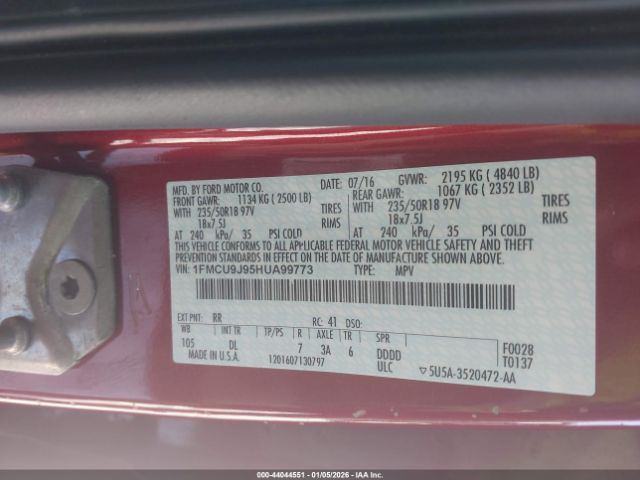 MFD. BY FORD MOTOR CO. DATE: 07/16 GVWR: 2195 KG ( 4840 LB)
FRONT GAWR: 1134 KG ( 2500 LB) REAR GAWR: 1067 KG ( 2352 LB)
WITH 235/50R18 97V TIRES WITH 235/50R18 97V TIRES
18x7.5J RIMS 18x7.5J RIMS
AT 240 kPa/ 35 PSI COLD AT 240 kPa/ 35 PSI COLD
THIS VEHICLE CONFORMS TO ALL APPLICABLE FEDERAL MOTOR VEHICLE SAFETY AND THEFT
PREVENTION STANDARDS IN EFFECT ON THE DATE OF MANUFACTURE SHOWN ABOVE.
VIN: 1FMCU9J95HUA99773 TYPE: MPV
EXT PNT: RR RC: 41 DSO:
WB INT TR TP/PS R AXLE TR SPR F0028
105 DL 7 3A 6 DDDD T0137
MADE IN U.S.A. 1201607130797 ULC 5U5A-3520472-AA
000-44044551 - 01/05/2026 - COPART.COM